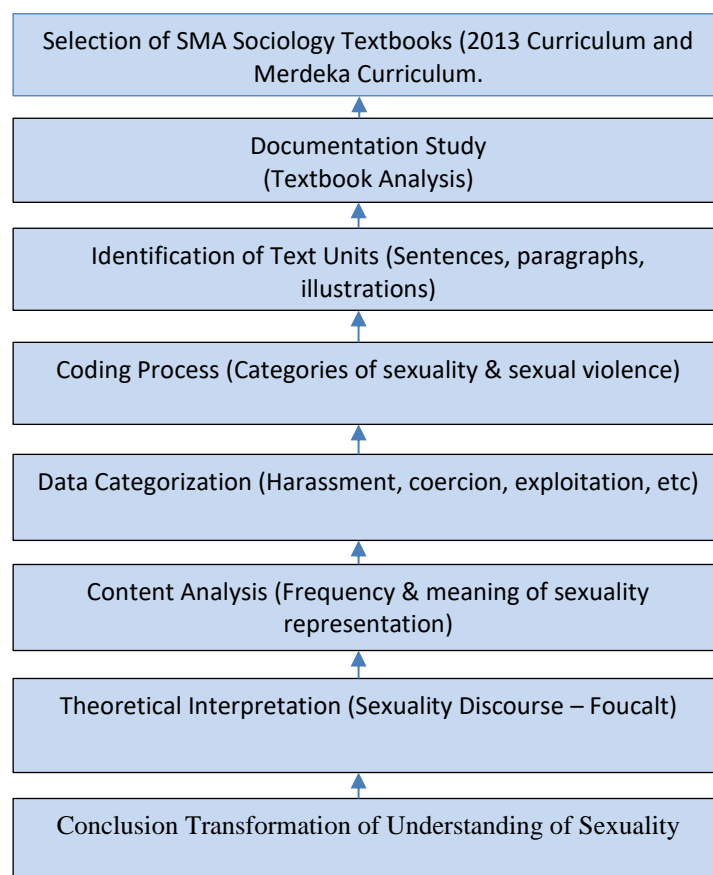 Selection of SMA Sociology Textbooks (2013 Curriculum and
Merdeka Curriculum.
Documentation Study
(Textbook Analysis)
Identification of Text Units (Sentences, paragraphs,
illustrations)
Coding Process (Categories of sexuality & sexual violence)
Data Categorization (Harassment, coercion, exploitation, etc)
Content Analysis (Frequency & meaning of sexuality
representation)
Theoretical Interpretation (Sexuality Discourse – Foucalt)
Conclusion Transformation of Understanding of Sexuality